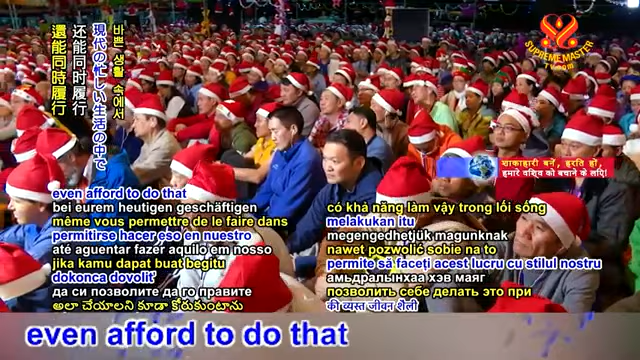 바쁜 생활 속에서
現代の忙しい生活の中で
还能同时履行
還能同時履行
SUPREME MASTER
TV.com
शाकाहारी बनें, हरति हों,
हमारे वश्वि को बचाने के लिए!
even afford to do that
bei eurem heutigen geschäftigen
même vous permettre de le faire dans
permitirse hacer eso en nuestro
até aguentar fazer aquilo em nosso
jika kamu dapat buat begitu
dokonca dovoliť
да си позволите да го правите
అలా చేయాలని కూడా కోరుకుంటాను
có khả năng làm vậy trong lối sống
melakukan itu
megengedhetjük magunknak
nawet pozwolić sobie na to
permite să faceți acest lucru cu stilul nostru
амьдралынхаа хэв маяг
позволить себе делать это при
की व्यस्त जीवन शैली
even afford to do that